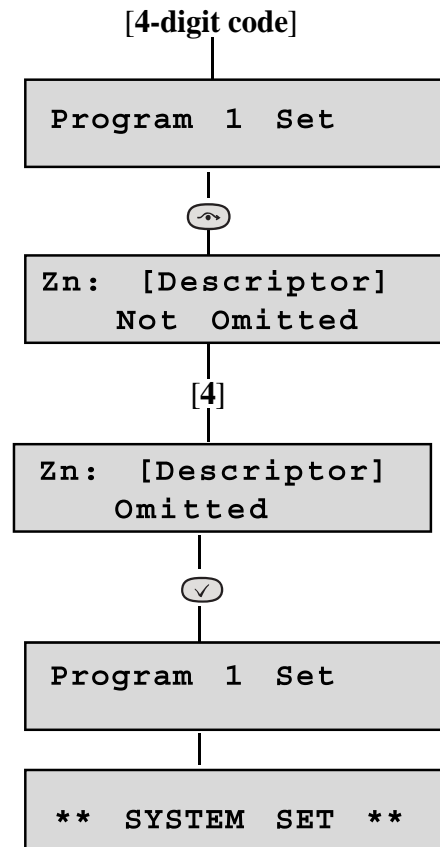 [4-digit code]
Program 1 Set
Zn: [Descriptor]
Not Omitted
[4]
Zn: [Descriptor]
Omitted
Program 1 Set
** SYSTEM SET **